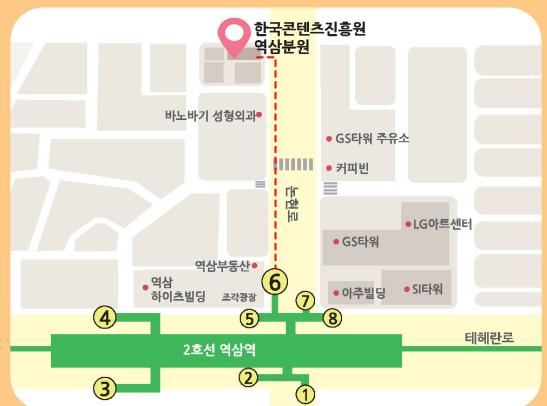 한국콘텐츠진흥원
역삼분원
바노바기 성형외과
GS타워 주유소
커피빈
논현로
LG아트센터
GS타워
역삼부동산
역삼
하이츠빌딩
조각광장
6
7
아주빌딩
SI타워
4
5
8
테헤란로
2호선 역삼역
3
2
1